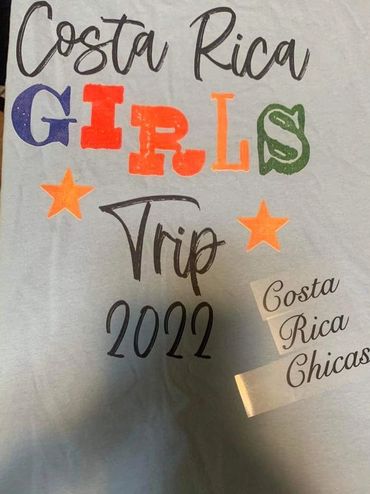 Costa Rica
GIRLS
Trip
2022
Costa
Rica
Chicas